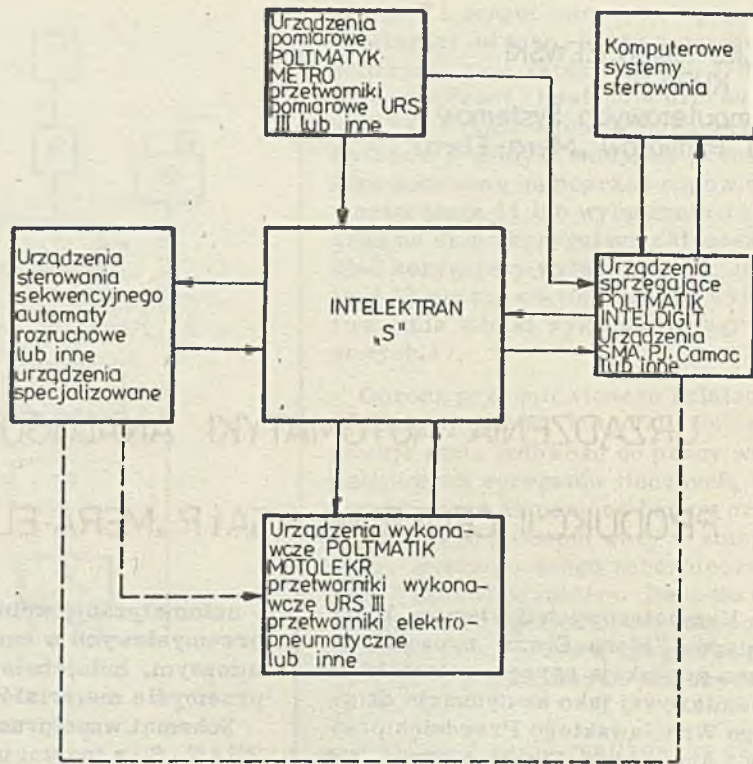 Urządzenia
pomiarowe
POLTMATYK
METRO
przetworniki
pomiarowe URS
III lub inne
Komputerowe
systemy
sterowania
Urządzenia
sterowania
sekwencyjnego
automaty
rozruchowe
lub inne
urządzenia
specjalizowane
INTELEKTRAN
„S"
Urządzenia
sprzęgające
POLTMATIK
INTELDIGIT
Urządzenia
SMA, PJ, Camac
lub inne
Urządzenia wykona-
wcze POLTMATIK
MOTOLEKR
przetworniki wykona-
wcze URS III
przetworniki elektro-
pneumatyczne
lub inne